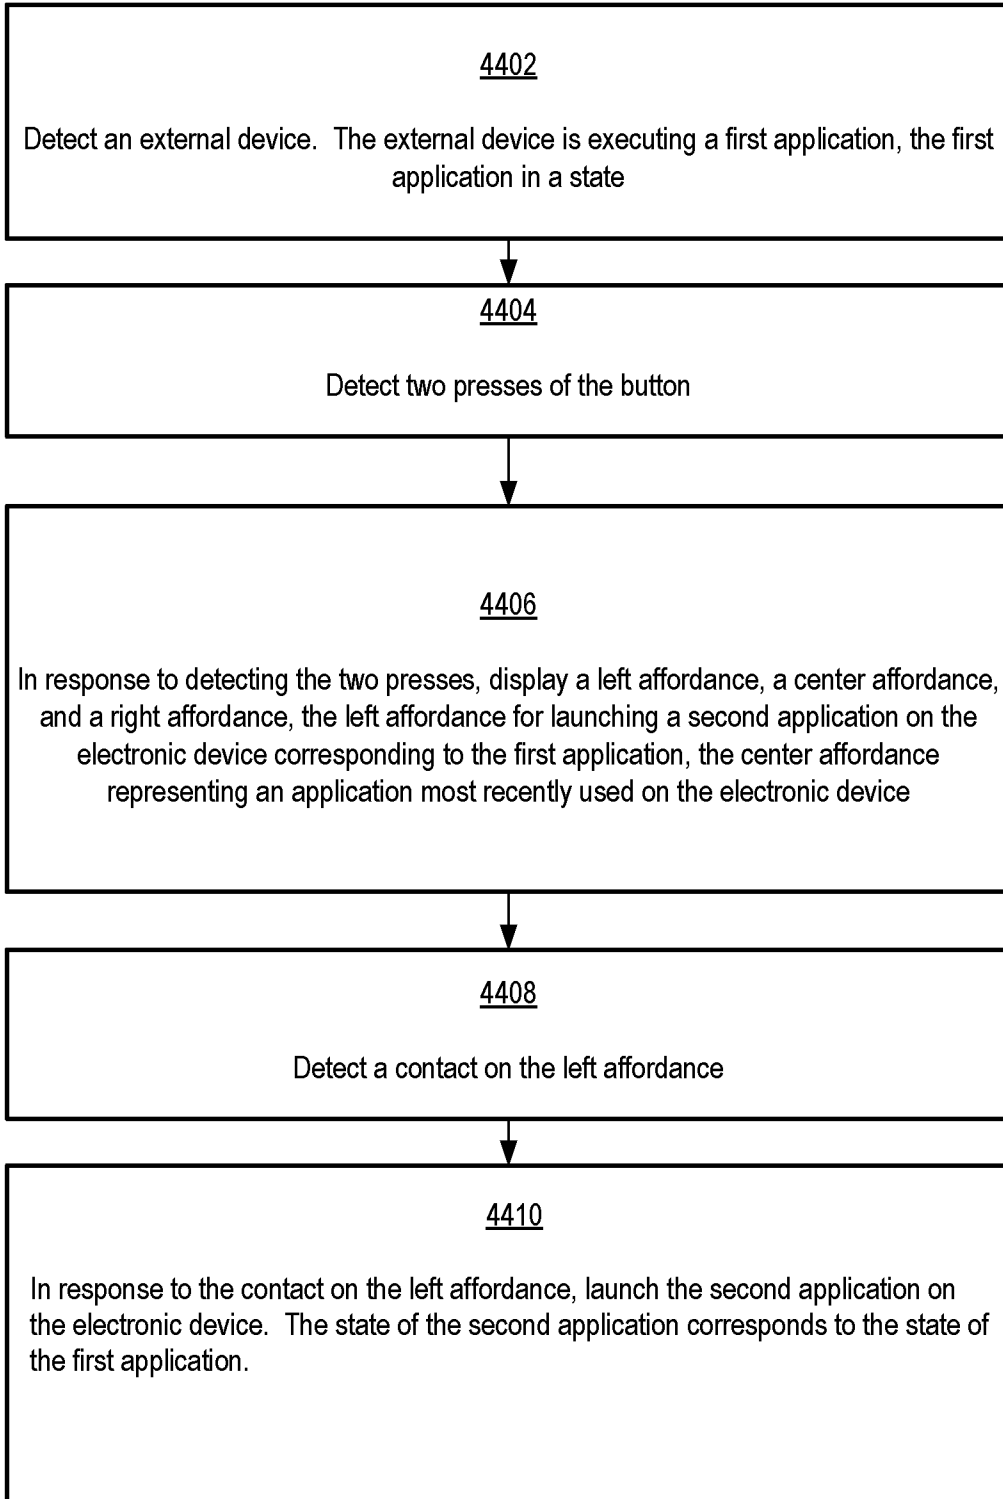 4402
Detect an external device.  The external device is executing a first application, the first
application in a state
4404
Detect two presses of the button
4406
In response to detecting the two presses, display a left affordance, a center affordance,
and a right affordance, the left affordance for launching a second application on the
electronic device corresponding to the first application, the center affordance
representing an application most recently used on the electronic device
4408
Detect a contact on the left affordance
4410
In response to the contact on the left affordance, launch the second application on
the electronic device.  The state of the second application corresponds to the state of
the first application.